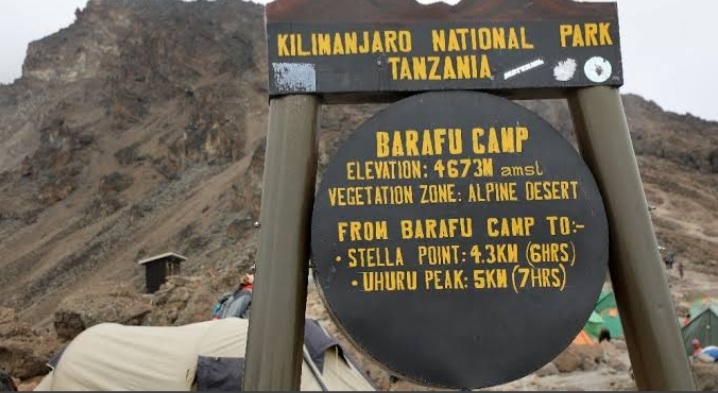 KILIMANJARO NATIONAL PARK
TANZANIA
BARAFU CAMP
ELEVATION: 4673M amsl
VEGETATION ZONE: ALPINE DESERT
FROM BARAFU CAMP TO:-
• STELLA POINT: 4.3KM (6HRS)
• UHURU PEAK: 5KM (7HRS)